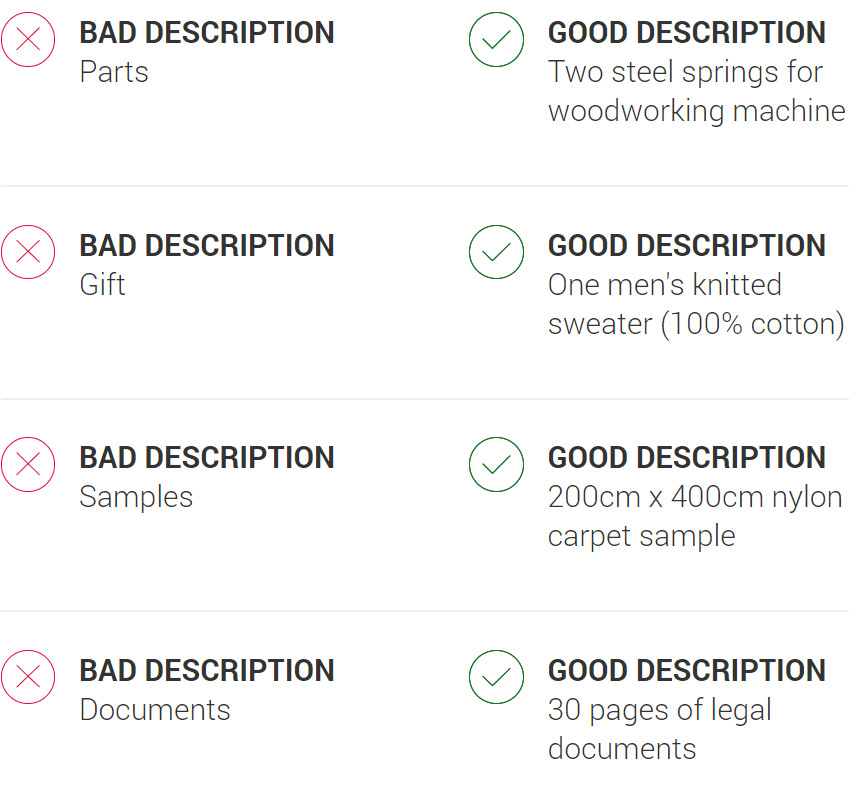 BAD DESCRIPTION
Parts
GOOD DESCRIPTION
Two steel springs for
woodworking machine
BAD DESCRIPTION
Gift
GOOD DESCRIPTION
One men's knitted
sweater (100% cotton)
BAD DESCRIPTION
Samples
GOOD DESCRIPTION
200cm x 400cm nylon
carpet sample
BAD DESCRIPTION
Documents
GOOD DESCRIPTION
30 pages of legal
documents